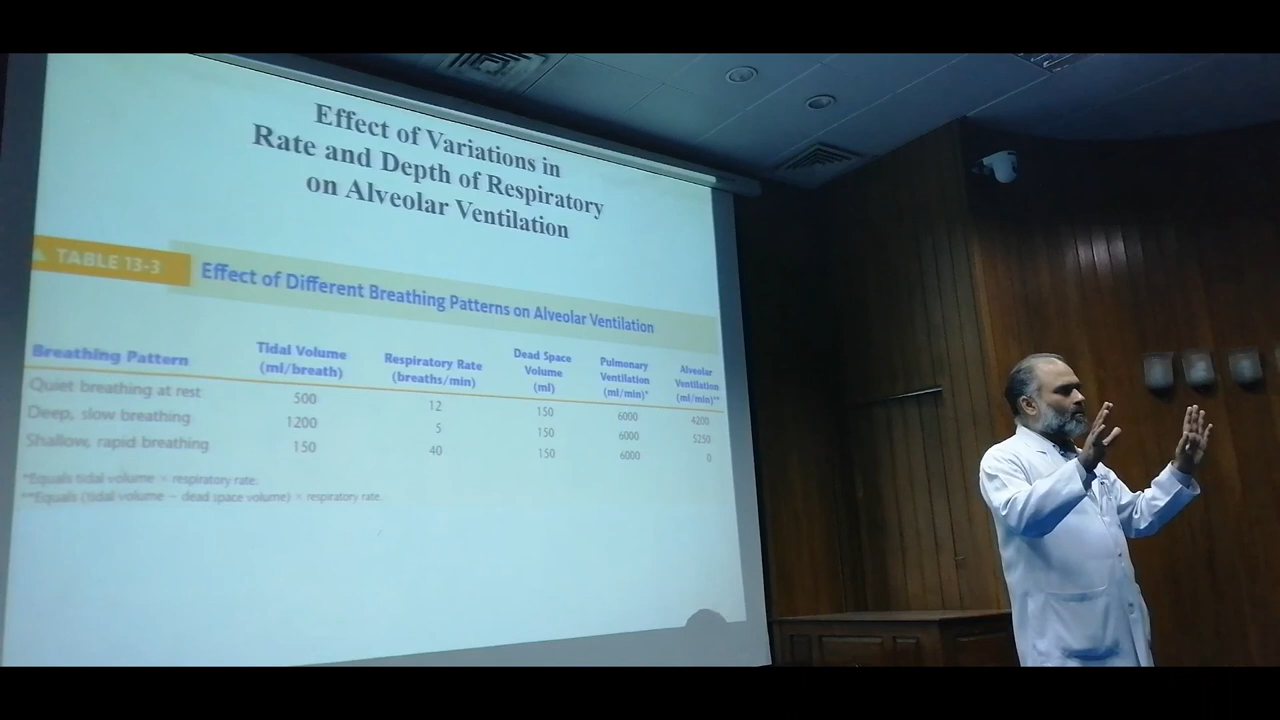 Effect of Variations in
Rate and Depth of Respiratory
on Alveolar Ventilation
TABLE 13-3
Effect of Different Breathing Patterns on Alveolar Ventilation
Breathing Pattern Tidal Volume (ml/breath) Respiratory Rate (breaths/min) Dead Space Volume (ml) Pulmonary Ventilation (ml/min)* Alveolar Ventilation (ml/min)**
Quiet breathing at rest 500 12 150 6000 4200
Deep, slow breathing 1200 5 150 6000 5250
Shallow, rapid breathing 150 40 150 6000 0
*Equals tidal volume × respiratory rate.
**Equals (tidal volume − dead space volume) × respiratory rate.